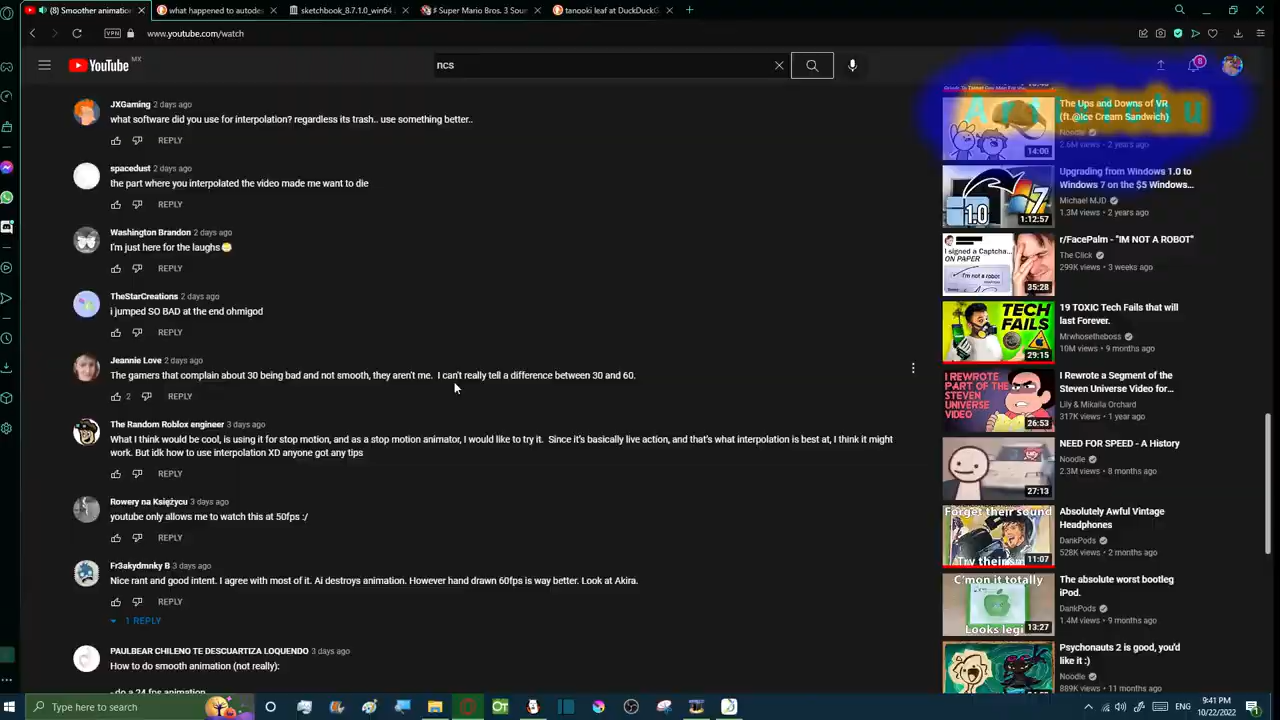 (8) Smoother animation
what happened to autodes
sketchbook_8.7.1.0_win64
Super Mario Bros. 3 Soun
tanooki leaf at DuckDuckG
VPN
www.youtube.com/watch
YouTube MX
ncs
8
JXGaming 2 days ago
what software did you use for interpolation? regardless its trash.. use something better..
REPLY
spacedust 2 days ago
the part where you interpolated the video made me want to die
REPLY
Washington Brandon 2 days ago
I'm just here for the laughs
REPLY
TheStarCreations 2 days ago
i jumped SO BAD at the end ohmigod
REPLY
Jeannie Love 2 days ago
The gamers that complain about 30 being bad and not smooth, they aren't me. I can't really tell a difference between 30 and 60.
2 REPLY
The Random Roblox engineer 3 days ago
What I think would be cool, is using it for stop motion, and as a stop motion animator, I would like to try it. Since it's basically live action, and that's what interpolation is best at, I think it might
work. But idk how to use interpolation XD anyone got any tips
REPLY
Rowery na Księżycu 3 days ago
youtube only allows me to watch this at 50fps :/
REPLY
Fr3akydmnky B 3 days ago
Nice rant and good intent. I agree with most of it. Ai destroys animation. However hand drawn 60fps is way better. Look at Akira.
REPLY
1 REPLY
PAULBEAR CHILENO TE DESCUARTIZA LOQUENDO 3 days ago
How to do smooth animation (not really):
- do a 24 fps animation
The Ups and Downs of VR
(ft.@Ice Cream Sandwich)
Noodle
2.6M views • 2 years ago
14:00
Upgrading from Windows 1.0 to
Windows 7 on the $5 Windows...
Michael MJD
1.3M views • 2 years ago
1.0
7
1:12:57
r/FacePalm - "IM NOT A ROBOT"
The Click
299K views • 3 weeks ago
I signed a Captcha...
ON PAPER
I'm not a robot
35:28
19 TOXIC Tech Fails that will
last Forever.
Mrwhosetheboss
10M views • 9 months ago
TECH
FAILS
29:15
I Rewrote a Segment of the
Steven Universe Video for...
Lily & Mikaila Orchard
317K views • 1 year ago
I REWROTE
PART OF THE
STEVEN
UNIVERSE
VIDEO
26:53
NEED FOR SPEED - A History
Noodle
2.3M views • 8 months ago
27:13
Absolutely Awful Vintage
Headphones
DankPods
528K views • 2 months ago
Forget their sound
11:07
The absolute worst bootleg
iPod.
DankPods
1.4M views • 9 months ago
C'mon it totally
Looks legi
13:27
Psychonauts 2 is good, you'd
like it :)
Noodle
889K views • 11 months ago
Type here to search
ENG
9:41 PM
10/22/2022